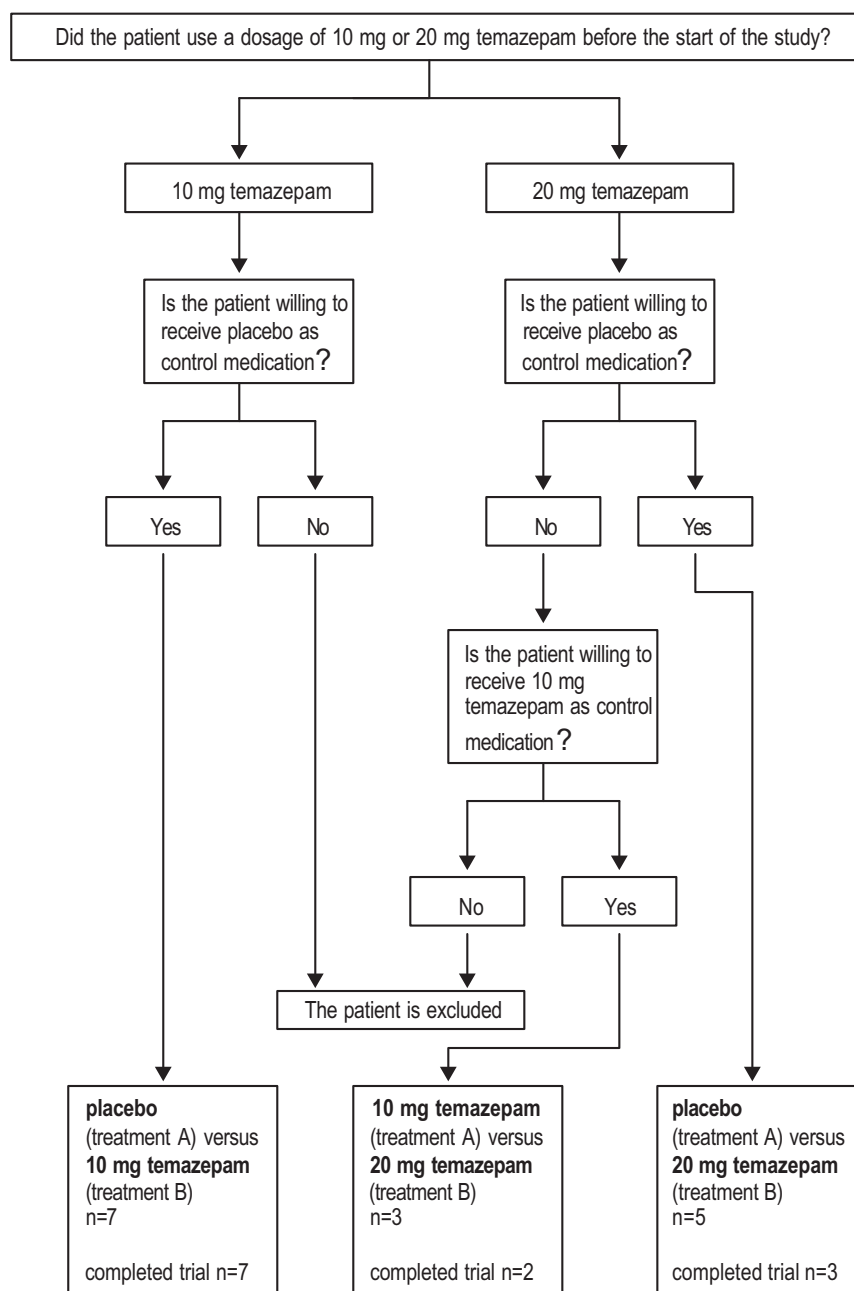 Did the patient use a dosage of 10 mg or 20 mg temazepam before the start of the study?
10 mg temazepam
20 mg temazepam
Is the patient willing to
receive placebo as
control medication?
Is the patient willing to
receive placebo as
control medication?
Yes
No
No
Yes
Is the patient willing to
receive 10 mg
temazepam as control
medication?
No
Yes
The patient is excluded
placebo
(treatment A) versus
10 mg temazepam
(treatment B)
n=7
completed trial n=7
10 mg temazepam
(treatment A) versus
20 mg temazepam
(treatment B)
n=3
completed trial n=2
placebo
(treatment A) versus
20 mg temazepam
(treatment B)
n=5
completed trial n=3